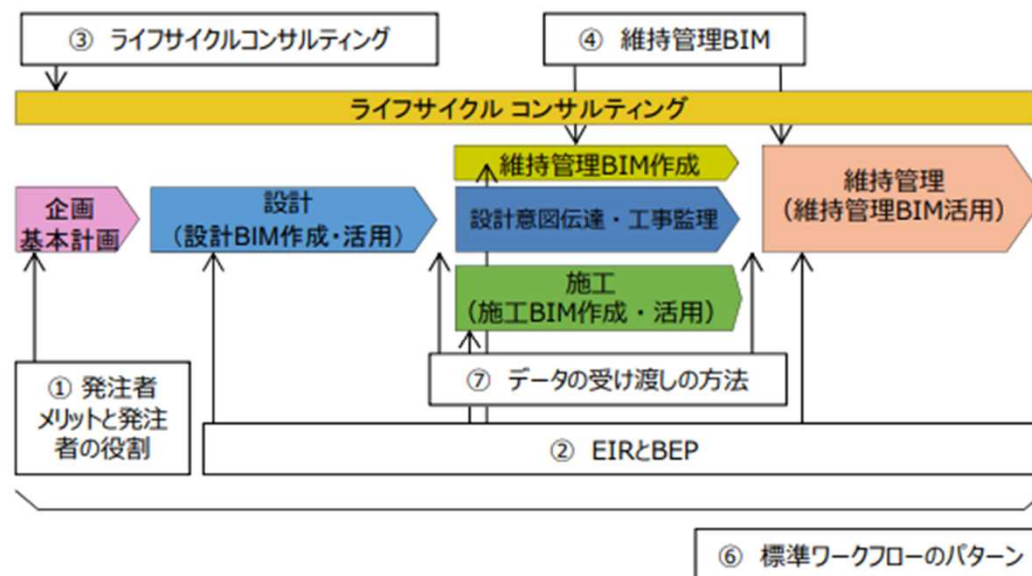 ③ ライフサイクルコンサルティング
④ 維持管理BIM
ライフサイクル コンサルティング
維持管理BIM作成
企画
基本計画
設計
（設計BIM作成・活用）
設計意図伝達・工事監理
維持管理
（維持管理BIM活用）
施工
（施工BIM作成・活用）
① 発注者
メリットと発注
者の役割
⑦ データの受け渡しの方法
② EIRとBEP
⑥ 標準ワークフローのパターン